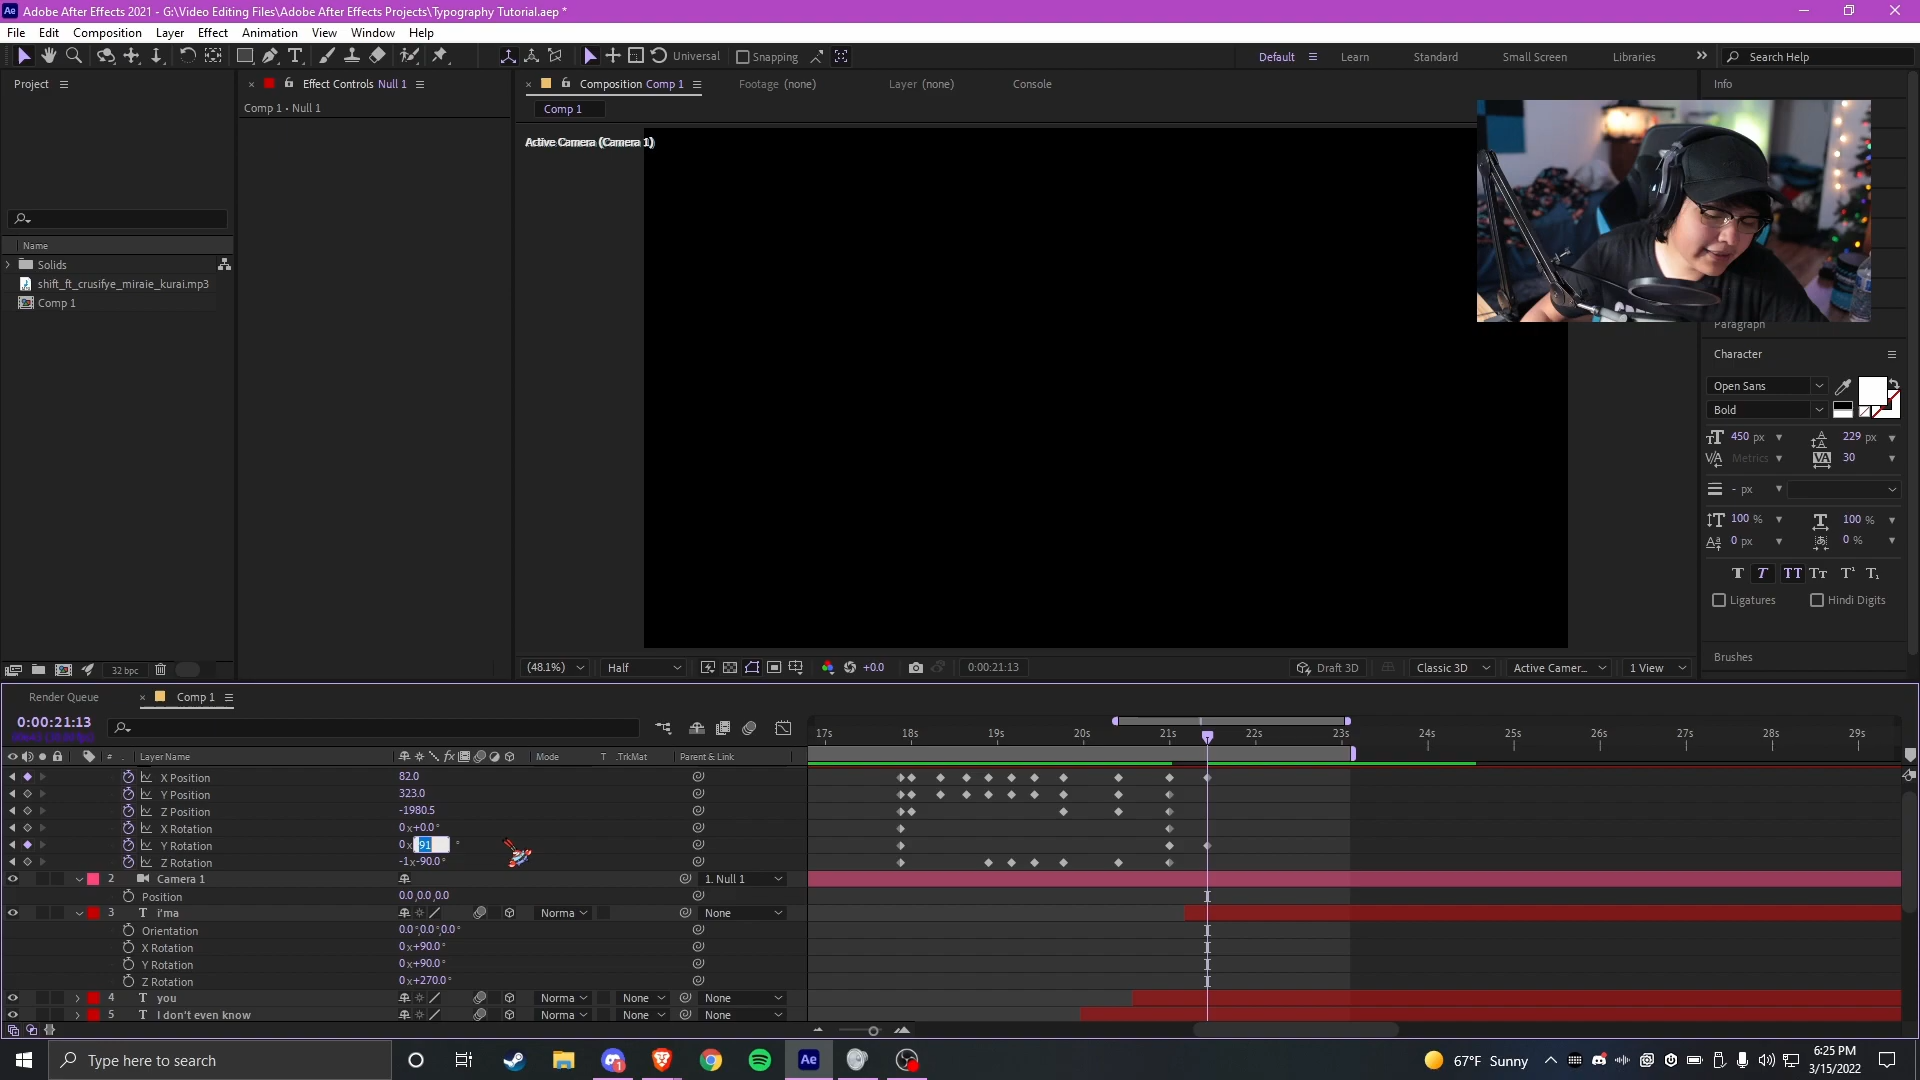 Adobe After Effects 2021 - G:\Video Editing Files\Adobe After Effects Projects\Typography Tutorial.aep *
File Edit Composition Layer Effect Animation View Window Help
Universal Snapping Default Learn Standard Small Screen Libraries Search Help
Project Effect Controls Null 1 Composition Comp 1 Footage (none) Layer (none) Console Info
Comp 1 • Null 1
Comp 1
Active Camera (Camera 1)
Name
Solids
shift_ft_crusifye_miraie_kurai.mp3
Comp 1
Paragraph
Character
Open Sans
Bold
450 px 229 px
Metrics 30
- px
100 % 100 %
0 px 0 %
Ligatures Hindi Digits
Brushes
32 bpc
(48.1%) Half +0.0 0:00:21:13 Draft 3D Classic 3D Active Camer... 1 View
Render Queue Comp 1
0:00:21:13
17s 18s 19s 20s 21s 22s 23s 24s 25s 26s 27s 28s 29s
# Layer Name Mode T .TrkMat Parent & Link
X Position 82.0
Y Position 323.0
Z Position -1980.5
X Rotation 0x+0.0°
Y Rotation 0x 91 °
Z Rotation -1x-90.0°
2 Camera 1 1. Null 1
Position 0.0,0.0,0.0
3 T i'ma Norma None
Orientation 0.0°,0.0°,0.0°
X Rotation 0x+90.0°
Y Rotation 0x+90.0°
Z Rotation 0x+270.0°
4 T you Norma None None
5 T I don't even know Norma None None
Type here to search
67°F Sunny
6:25 PM
3/15/2022